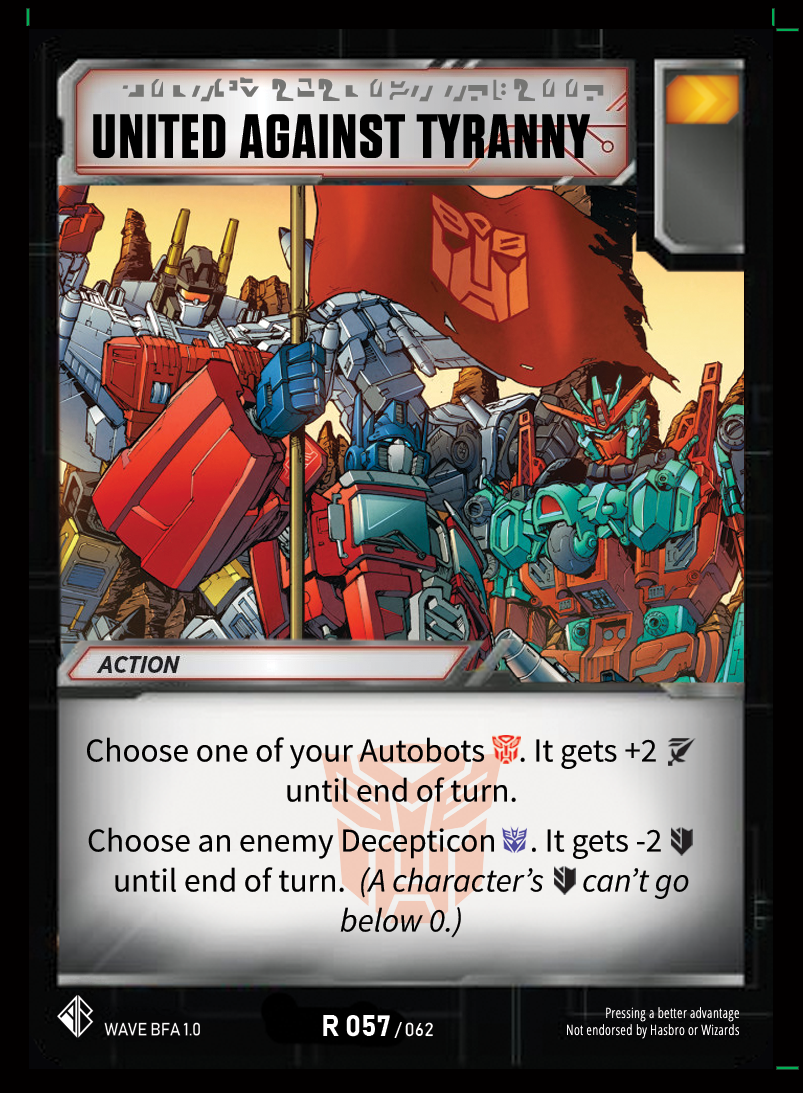 UNITED AGAINST TYRANNY
ACTION
Choose one of your Autobots . It gets +2
until end of turn.
Choose an enemy Decepticon . It gets -2
until end of turn. (A character's can't go
below 0.)
WAVE BFA 1.0
R 057/062
Pressing a better advantage
Not endorsed by Hasbro or Wizards